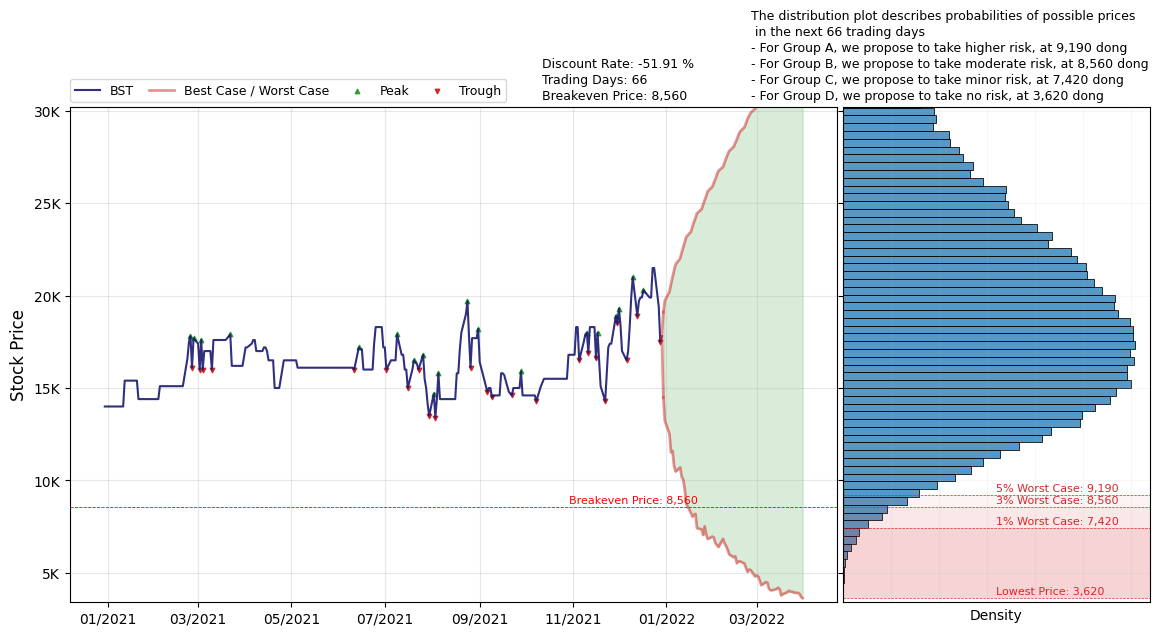 The distribution plot describes probabilities of possible prices
in the next 66 trading days
- For Group A, we propose to take higher risk, at 9,190 dong
- For Group B, we propose to take moderate risk, at 8,560 dong
- For Group C, we propose to take minor risk, at 7,420 dong
- For Group D, we propose to take no risk, at 3,620 dong
Discount Rate: -51.91 %
Trading Days: 66
Breakeven Price: 8,560
BST
Best Case / Worst Case
Peak
Trough
Stock Price
30K
25K
20K
15K
10K
5K
Breakeven Price: 8,560
5% Worst Case: 9,190
3% Worst Case: 8,560
1% Worst Case: 7,420
Lowest Price: 3,620
01/2021
03/2021
05/2021
07/2021
09/2021
11/2021
01/2022
03/2022
Density